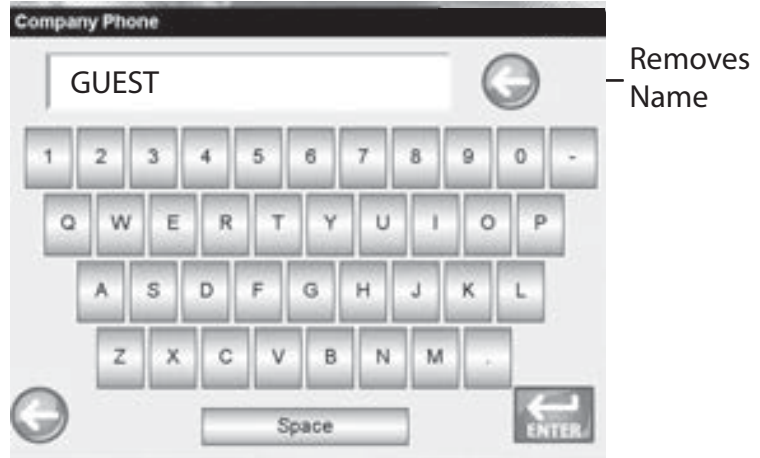 Company Phone
GUEST
Removes
Name
1 2 3 4 5 6 7 8 9 0 -
Q W E R T Y U I O P
A S D F G H J K L
Z X C V B N M .
Space
ENTER